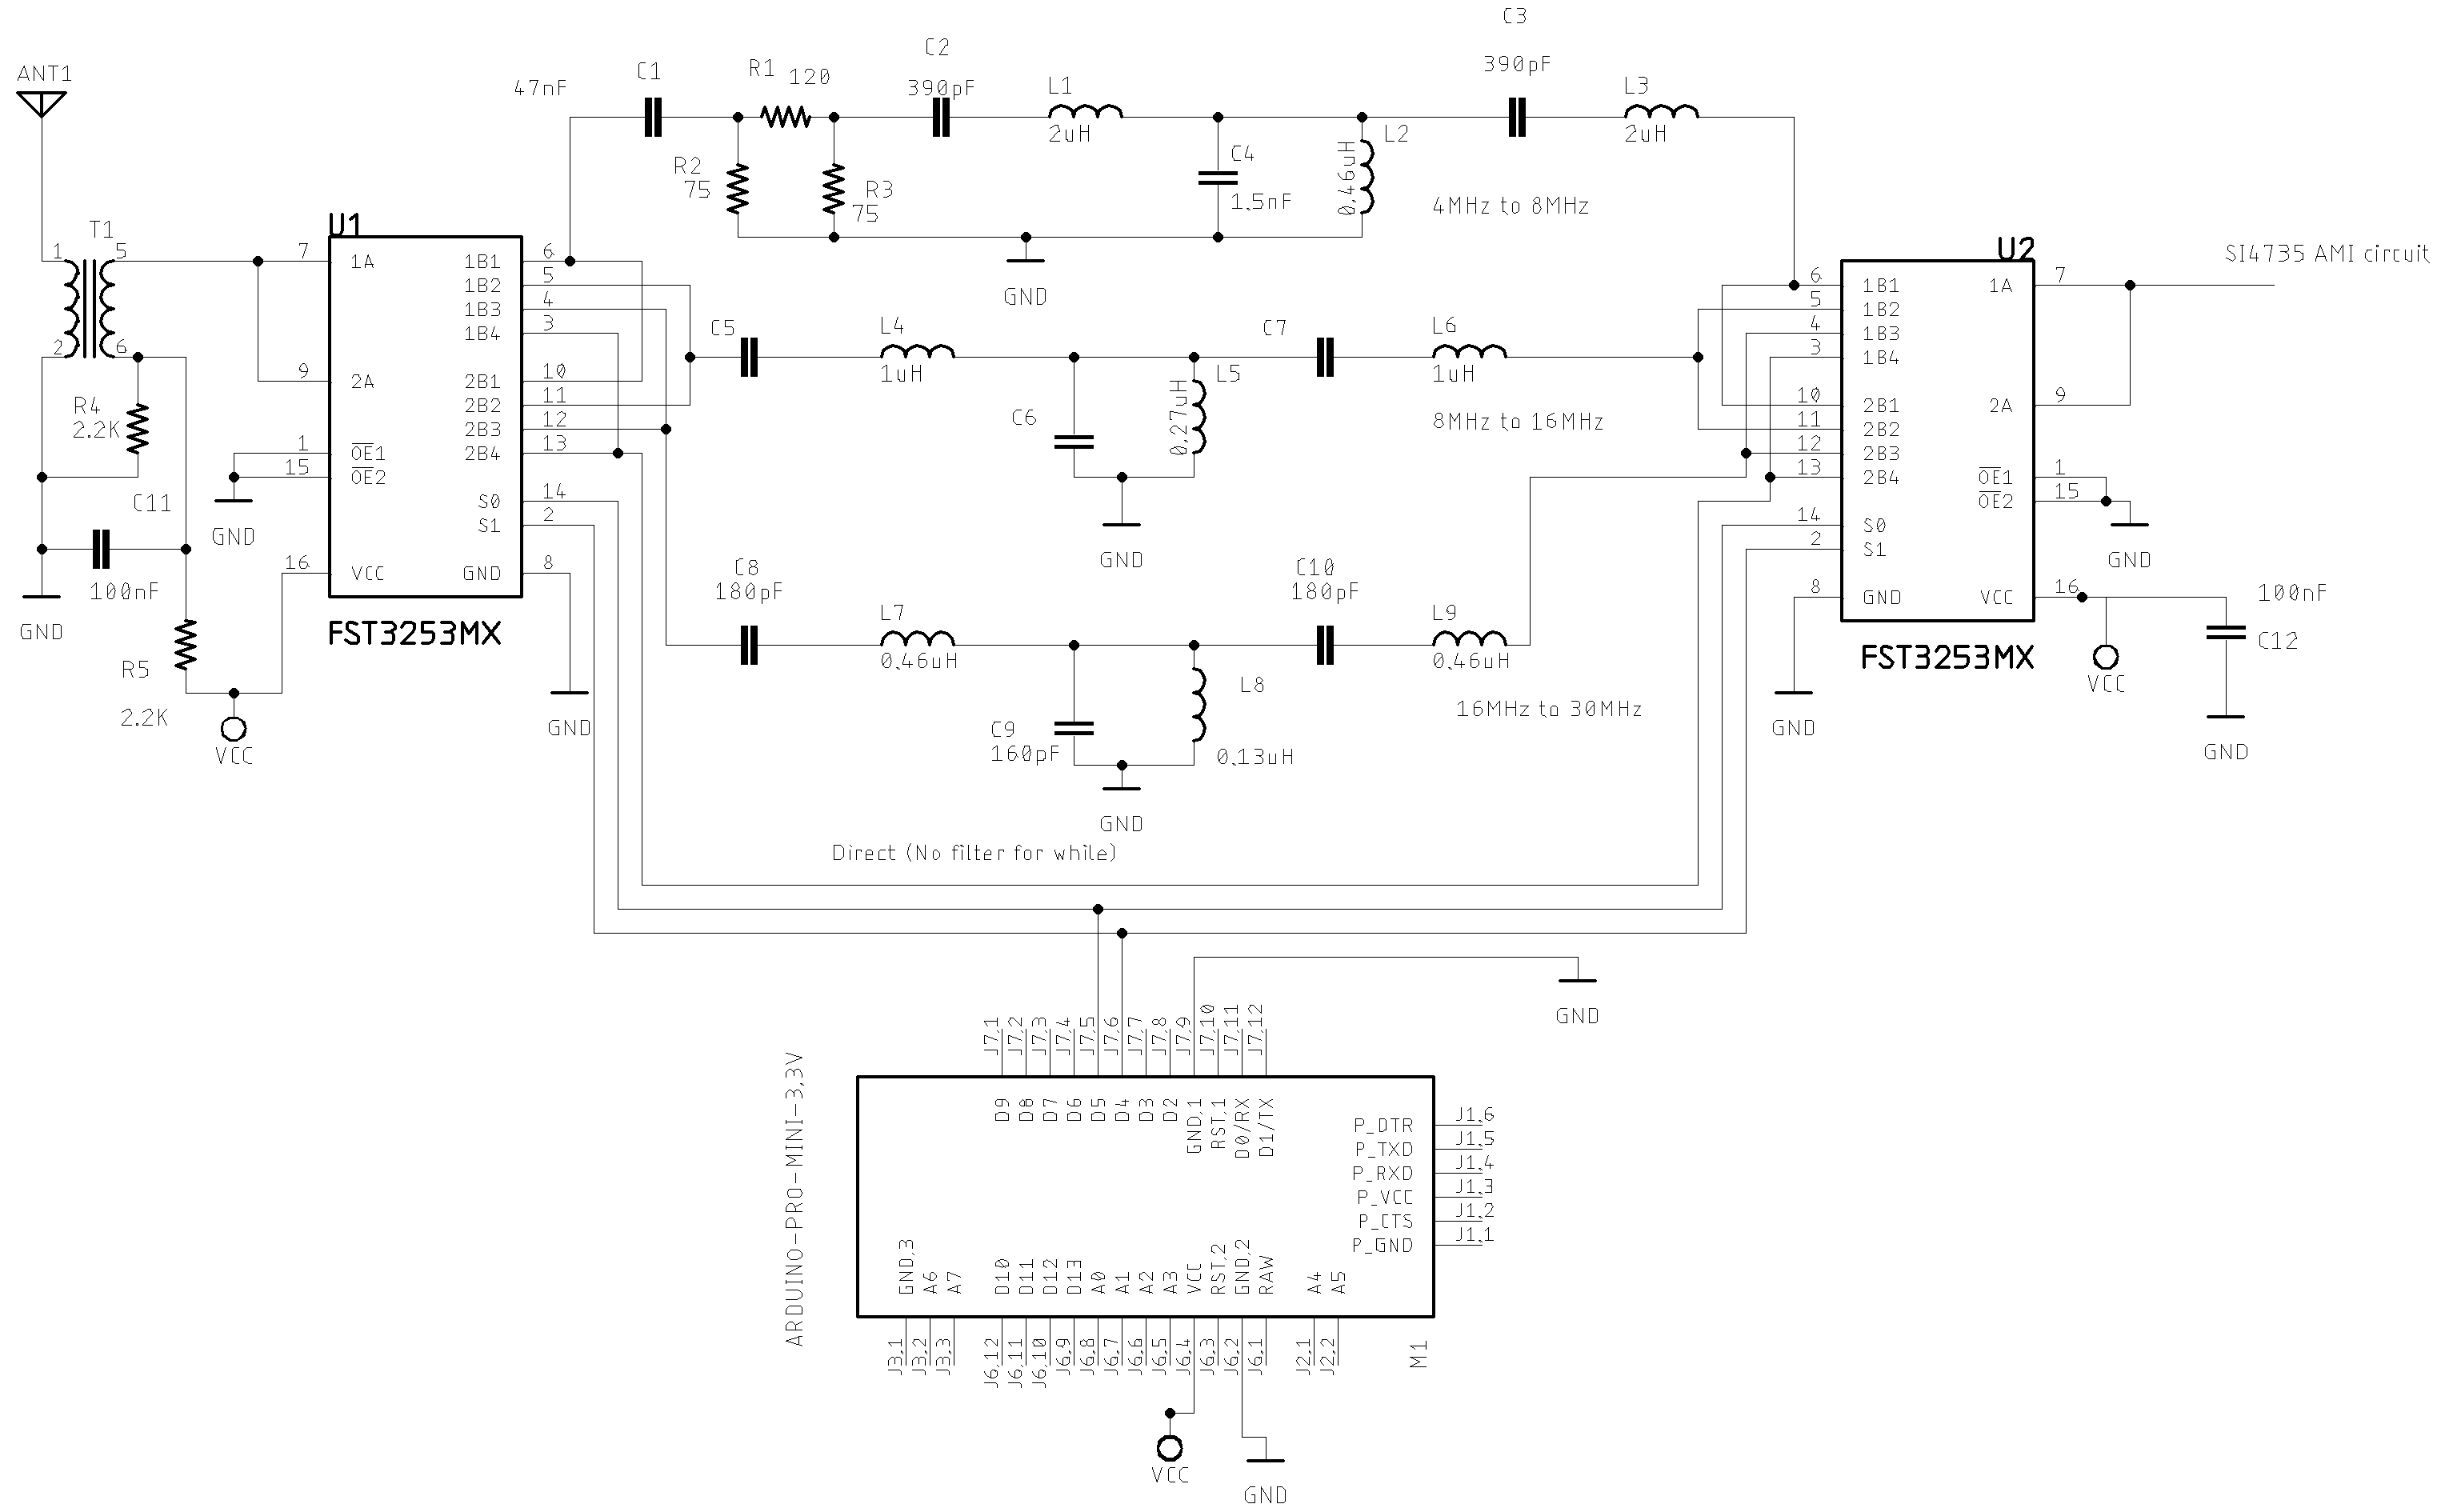 C3
C2
390pF
ANT1
47nF
C1
R1
120
390pF
L1
2uH
L3
2uH
L2
0,46uH
R2
75
R3
75
C4
1,5nF
4MHz to 8MHz
GND
T1
1
5
2
6
R4
2.2K
C11
100nF
GND
R5
2.2K
VCC
GND
U1
7
1A
9
2A
1
OE1
15
OE2
16
VCC
1B1
6
1B2
5
1B3
4
1B4
3
2B1
10
2B2
11
2B3
12
2B4
13
S0
14
S1
2
GND
8
FST3253MX
GND
C5
L4
1uH
C7
L6
1uH
C6
L5
0,27uH
8MHz to 16MHz
GND
C8
180pF
L7
0,46uH
C10
180pF
L9
0,46uH
C9
160pF
L8
0,13uH
16MHz to 30MHz
GND
Direct (No filter for while)
U2
SI4735 AMI circuit
6
1B1
5
1B2
4
1B3
3
1B4
10
2B1
11
2B2
12
2B3
13
2B4
14
S0
2
S1
8
GND
1A
7
2A
9
OE1
1
OE2
15
VCC
16
FST3253MX
GND
GND
VCC
100nF
C12
GND
GND
ARDUINO-PRO-MINI-3,3V
J7,1
J7,2
J7,3
J7,4
J7,5
J7,6
J7,7
J7,8
J7,9
J7,10
J7,11
J7,12
D9
D8
D7
D6
D5
D4
D3
D2
GND,1
RST,1
D0/RX
D1/TX
P_DTR
J1,6
P_TXD
J1,5
P_RXD
J1,4
P_VCC
J1,3
P_CTS
J1,2
P_GND
J1,1
GND,3
A6
A7
D10
D11
D12
D13
A0
A1
A2
A3
VCC
RST,2
GND,2
RAW
A4
A5
J3,1
J3,2
J3,3
J6,12
J6,11
J6,10
J6,9
J6,8
J6,7
J6,6
J6,5
J6,4
J6,3
J6,2
J6,1
J2,1
J2,2
M1
VCC
GND